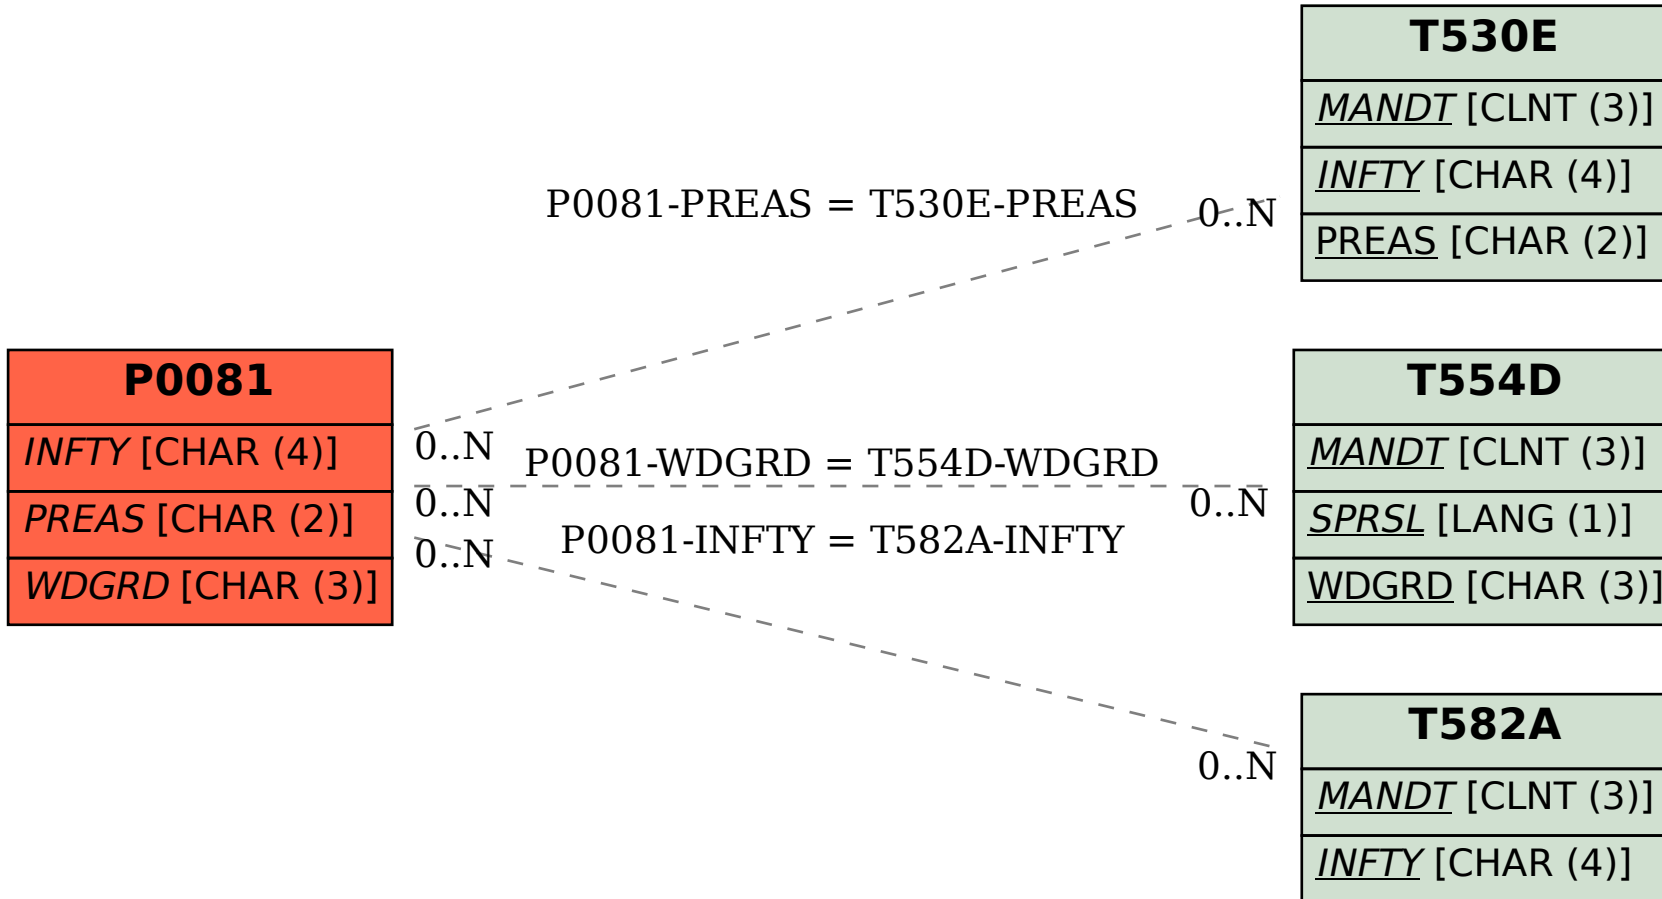 T530E
MANDT [CLNT (3)]
INFTY [CHAR (4)]
PREAS [CHAR (2)]
P0081-PREAS = T530E-PREAS
0..N
P0081
INFTY [CHAR (4)]
PREAS [CHAR (2)]
WDGRD [CHAR (3)]
0..N
P0081-WDGRD = T554D-WDGRD
0..N
0..N
P0081-INFTY = T582A-INFTY
0..N
T554D
MANDT [CLNT (3)]
SPRSL [LANG (1)]
WDGRD [CHAR (3)]
0..N
T582A
MANDT [CLNT (3)]
INFTY [CHAR (4)]